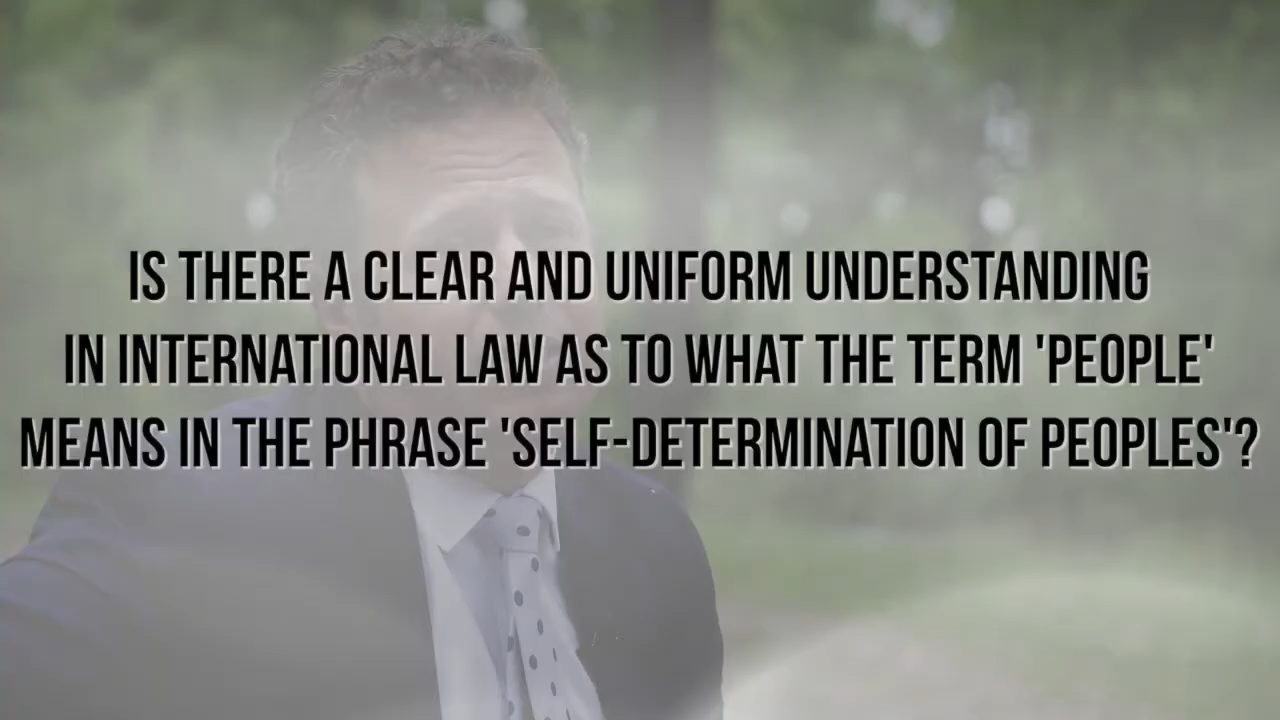 IS THERE A CLEAR AND UNIFORM UNDERSTANDING
IN INTERNATIONAL LAW AS TO WHAT THE TERM 'PEOPLE'
MEANS IN THE PHRASE 'SELF-DETERMINATION OF PEOPLES'?